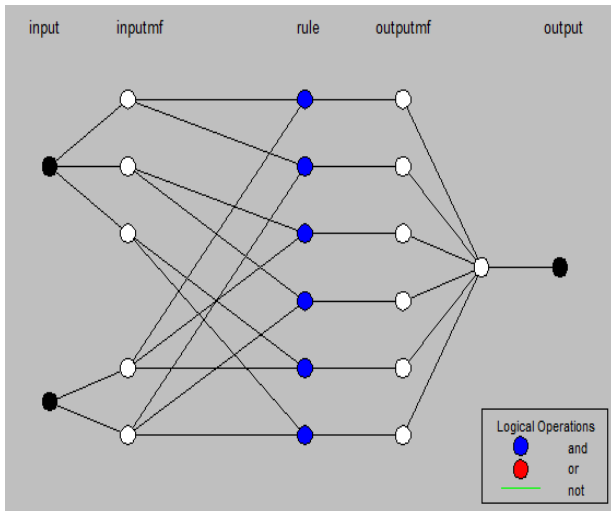 input inputmf rule outputmf output
Logical Operations
and
or
not